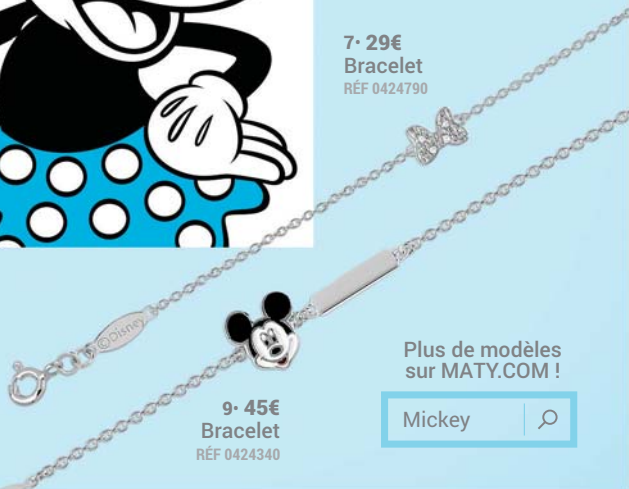 7· 29€
Bracelet
RÉF 0424790
©Disney
Plus de modèles
sur MATY.COM !
Mickey
9· 45€
Bracelet
RÉF 0424340